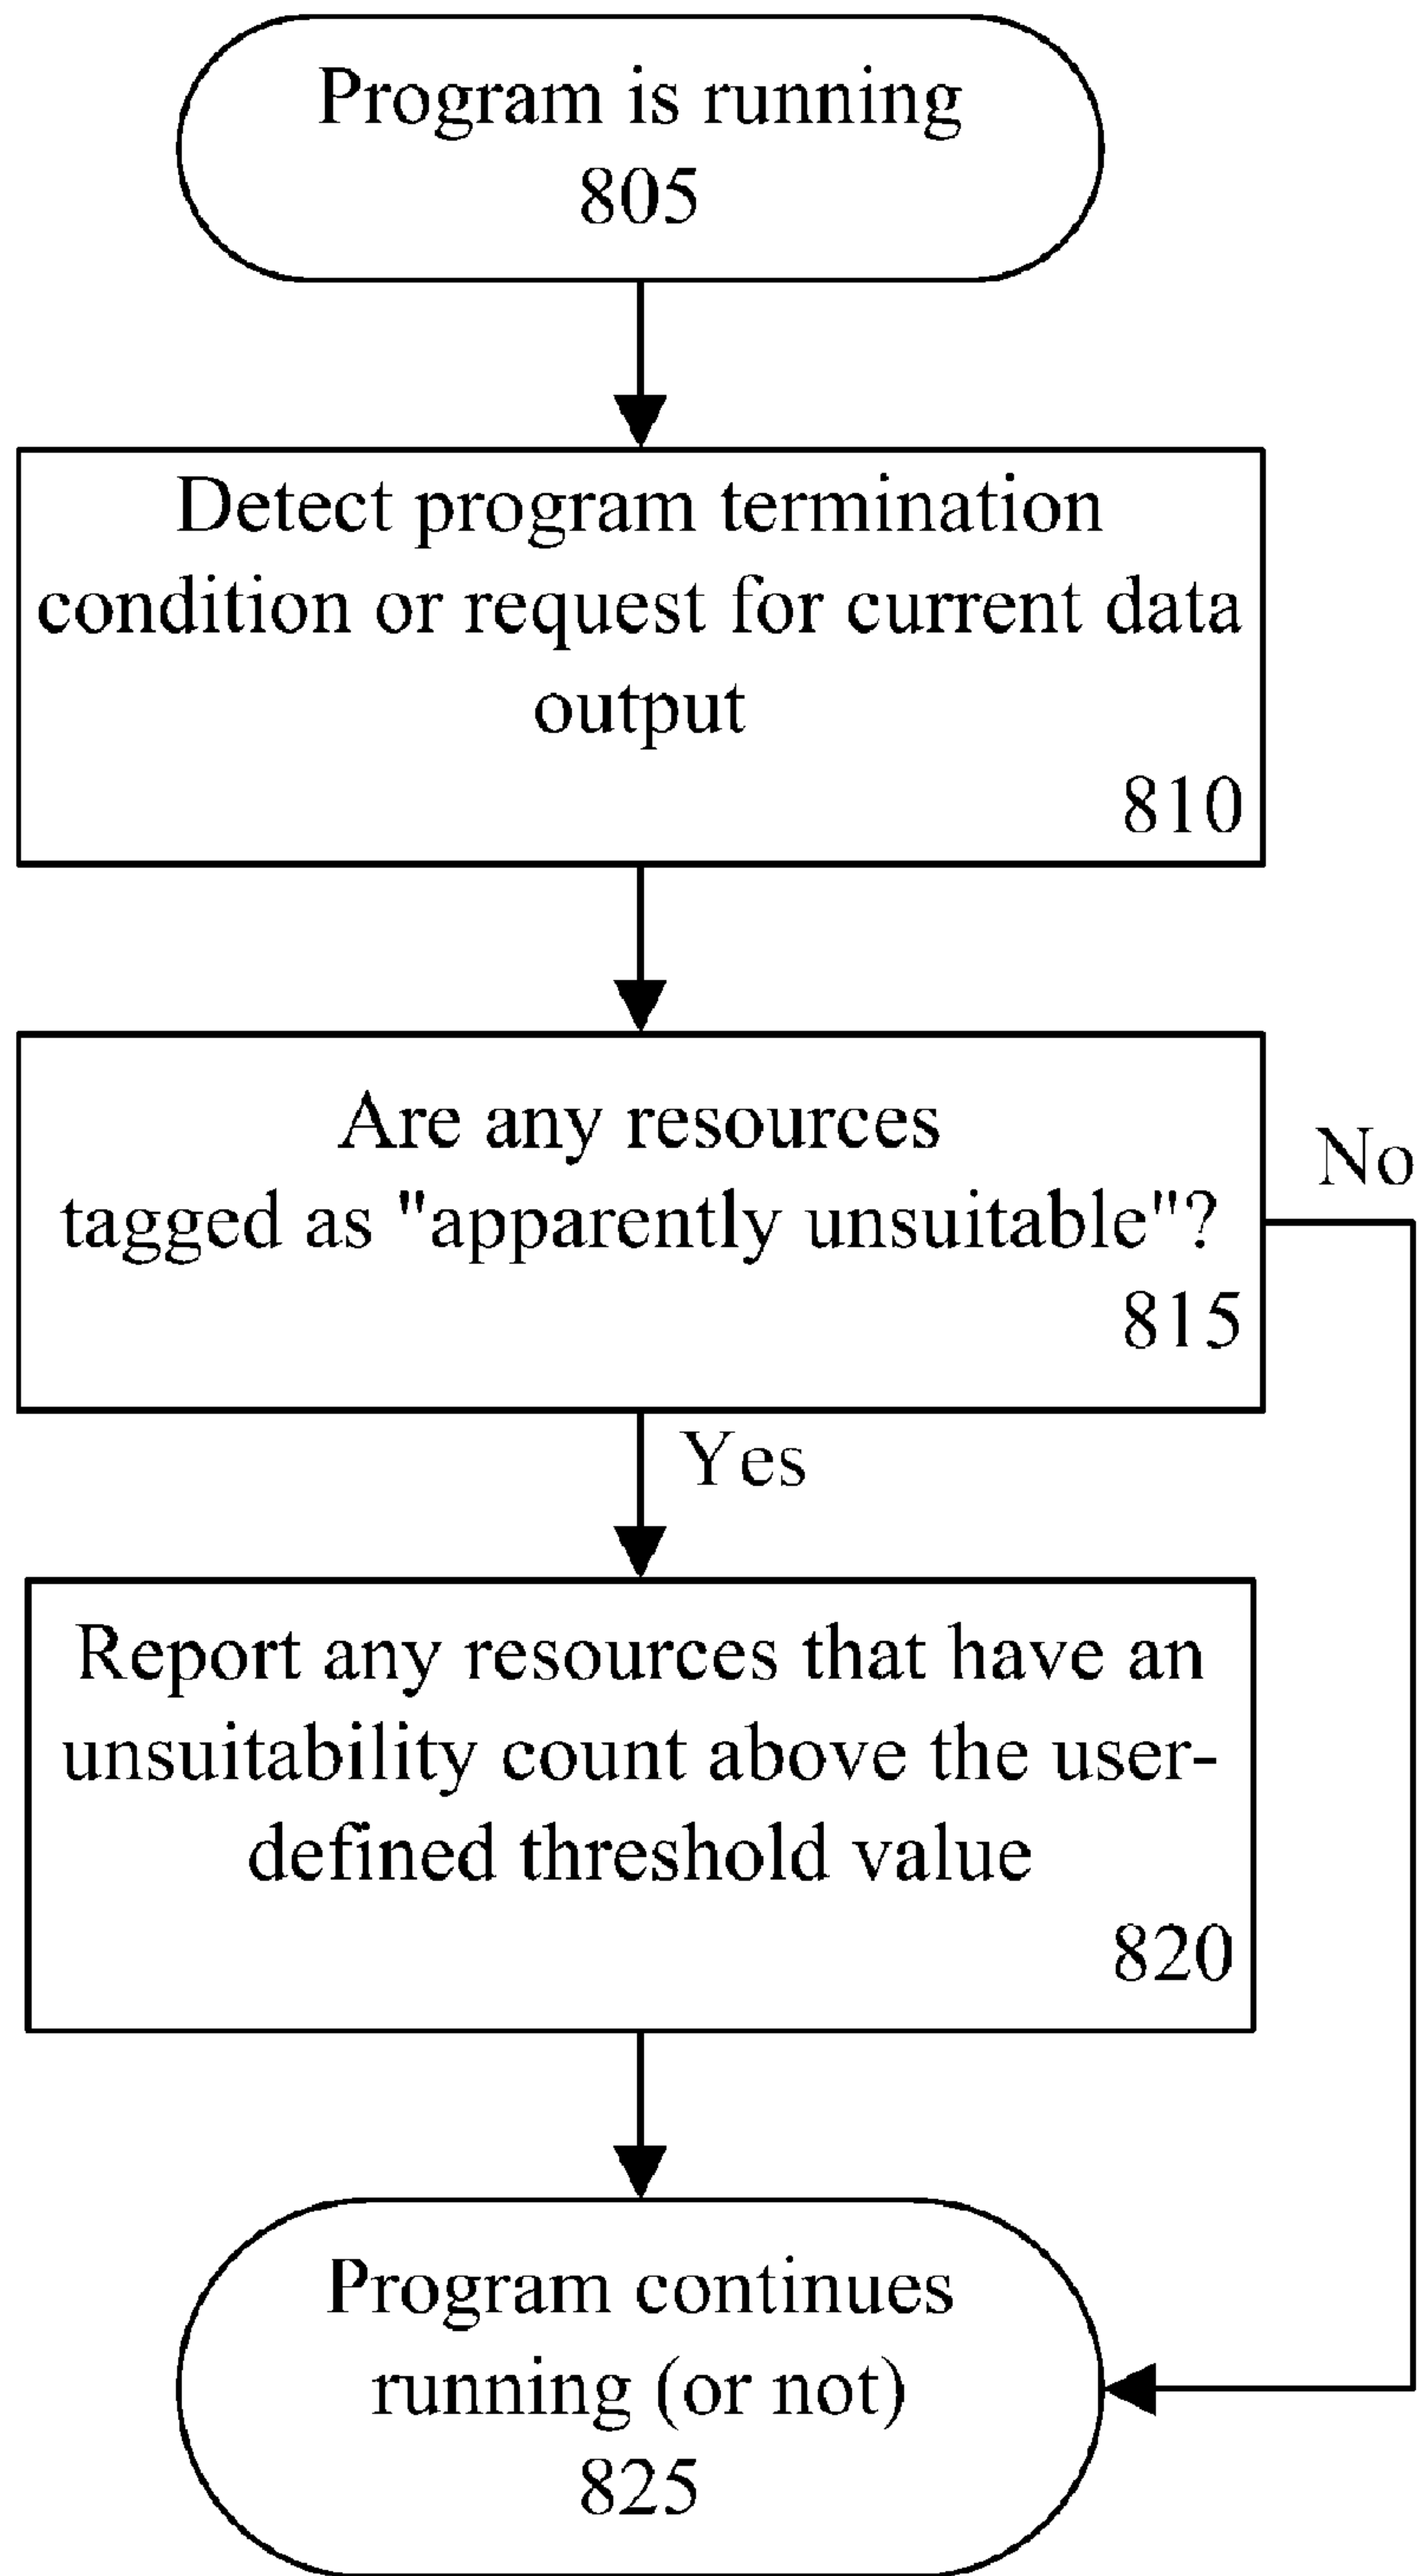 Program is running
805
Detect program termination
condition or request for current data
output
810
Are any resources
tagged as "apparently unsuitable"?
815
No
Yes
Report any resources that have an
unsuitability count above the user-
defined threshold value
820
Program continues
running (or not)
825